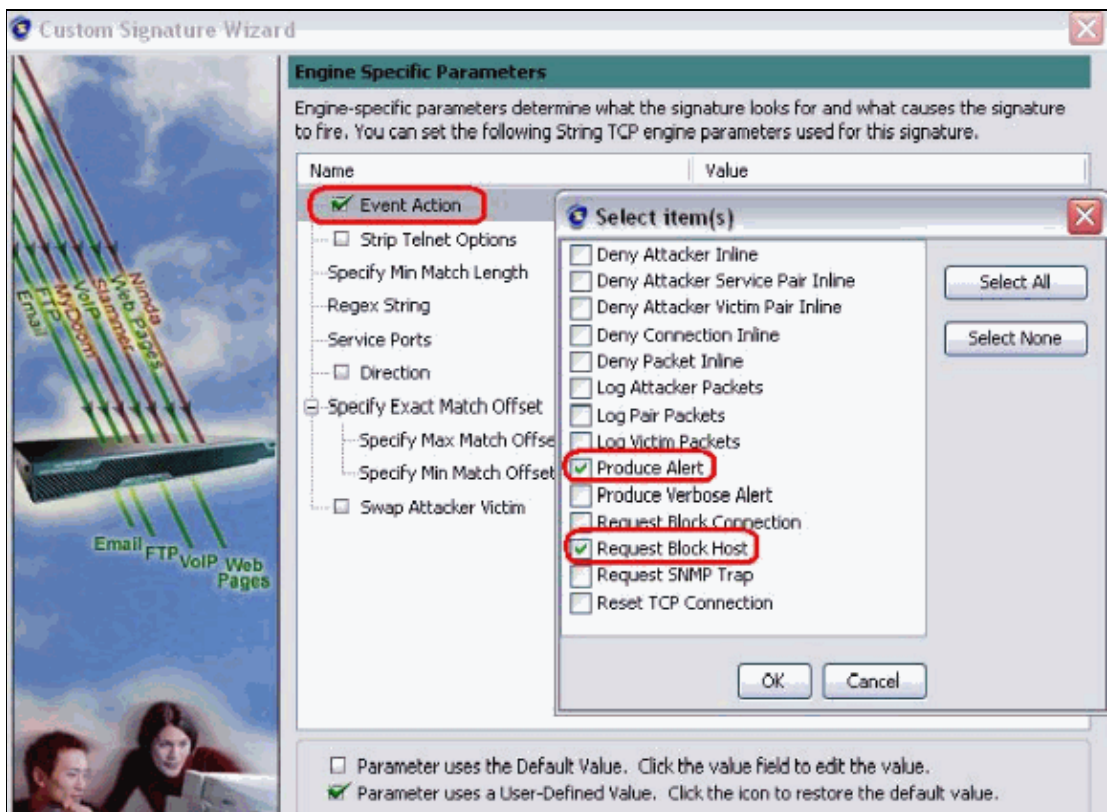 Custom Signature Wizard
Engine Specific Parameters
Engine-specific parameters determine what the signature looks for and what causes the signature
to fire. You can set the following String TCP engine parameters used for this signature.
Name Value
Event Action
Strip Telnet Options
Specify Min Match Length
Regex String
Service Ports
Direction
Specify Exact Match Offset
Specify Max Match Offse
Specify Min Match Offset
Swap Attacker Victim
Select item(s)
Deny Attacker Inline
Deny Attacker Service Pair Inline
Deny Attacker Victim Pair Inline
Deny Connection Inline
Deny Packet Inline
Log Attacker Packets
Log Pair Packets
Log Victim Packets
Produce Alert
Produce Verbose Alert
Request Block Connection
Request Block Host
Request SNMP Trap
Reset TCP Connection
Select All
Select None
OK Cancel
Nimda
Web Pages
Slammer
VoIP
MyDoom
FTP
Email
Email
FTP
VoIP
Web
Pages
Parameter uses the Default Value. Click the value field to edit the value.
Parameter uses a User-Defined Value. Click the icon to restore the default value.